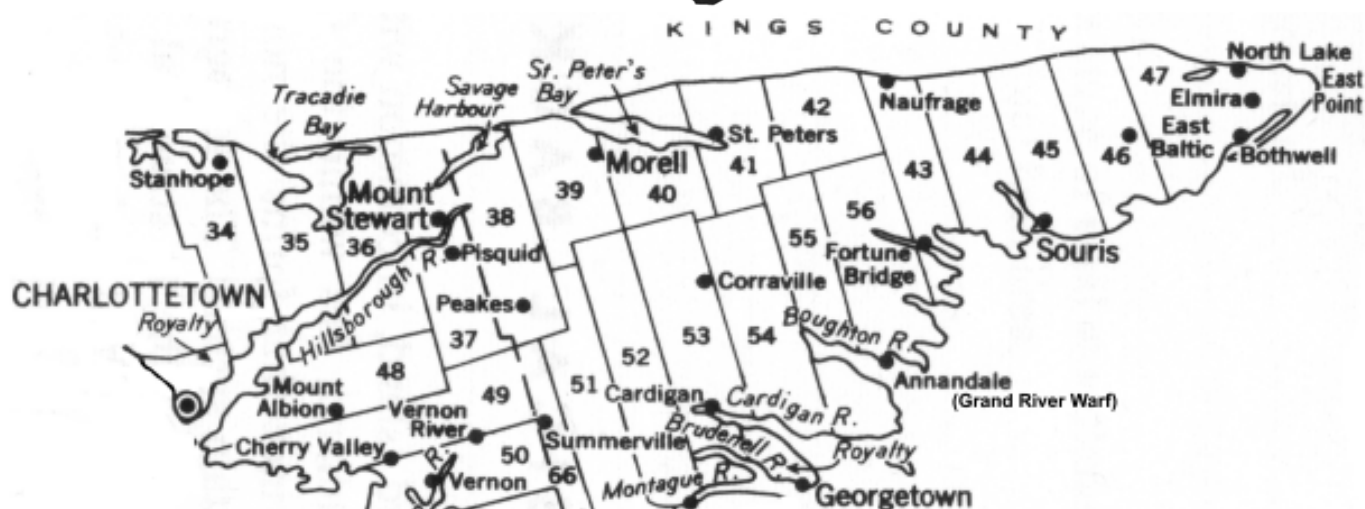 KINGS COUNTY
North Lake
47
East
Point
St. Peter's
Bay
Savage
Harbour
Tracadie
Bay
42
Naufrage
Elmira
St. Peters
East
Baltic
Bothwell
Stanhope
Morell
41
43
44
45
46
39
40
Mount
Stewart
38
34
35
36
56
55
Fortune
Bridge
Souris
Pisquid
CHARLOTTETOWN
Royalty
Hillsborough R.
Corraville
Peakes
37
53
54
Boughton R.
52
48
51
Annandale
(Grand River Warf)
Mount
Albion
49
Cardigan
Cardigan R.
Vernon
River
Cherry Valley
Summerville
Brudenell R.
Royalty
R.
50
66
Vernon
Montague R.
Georgetown